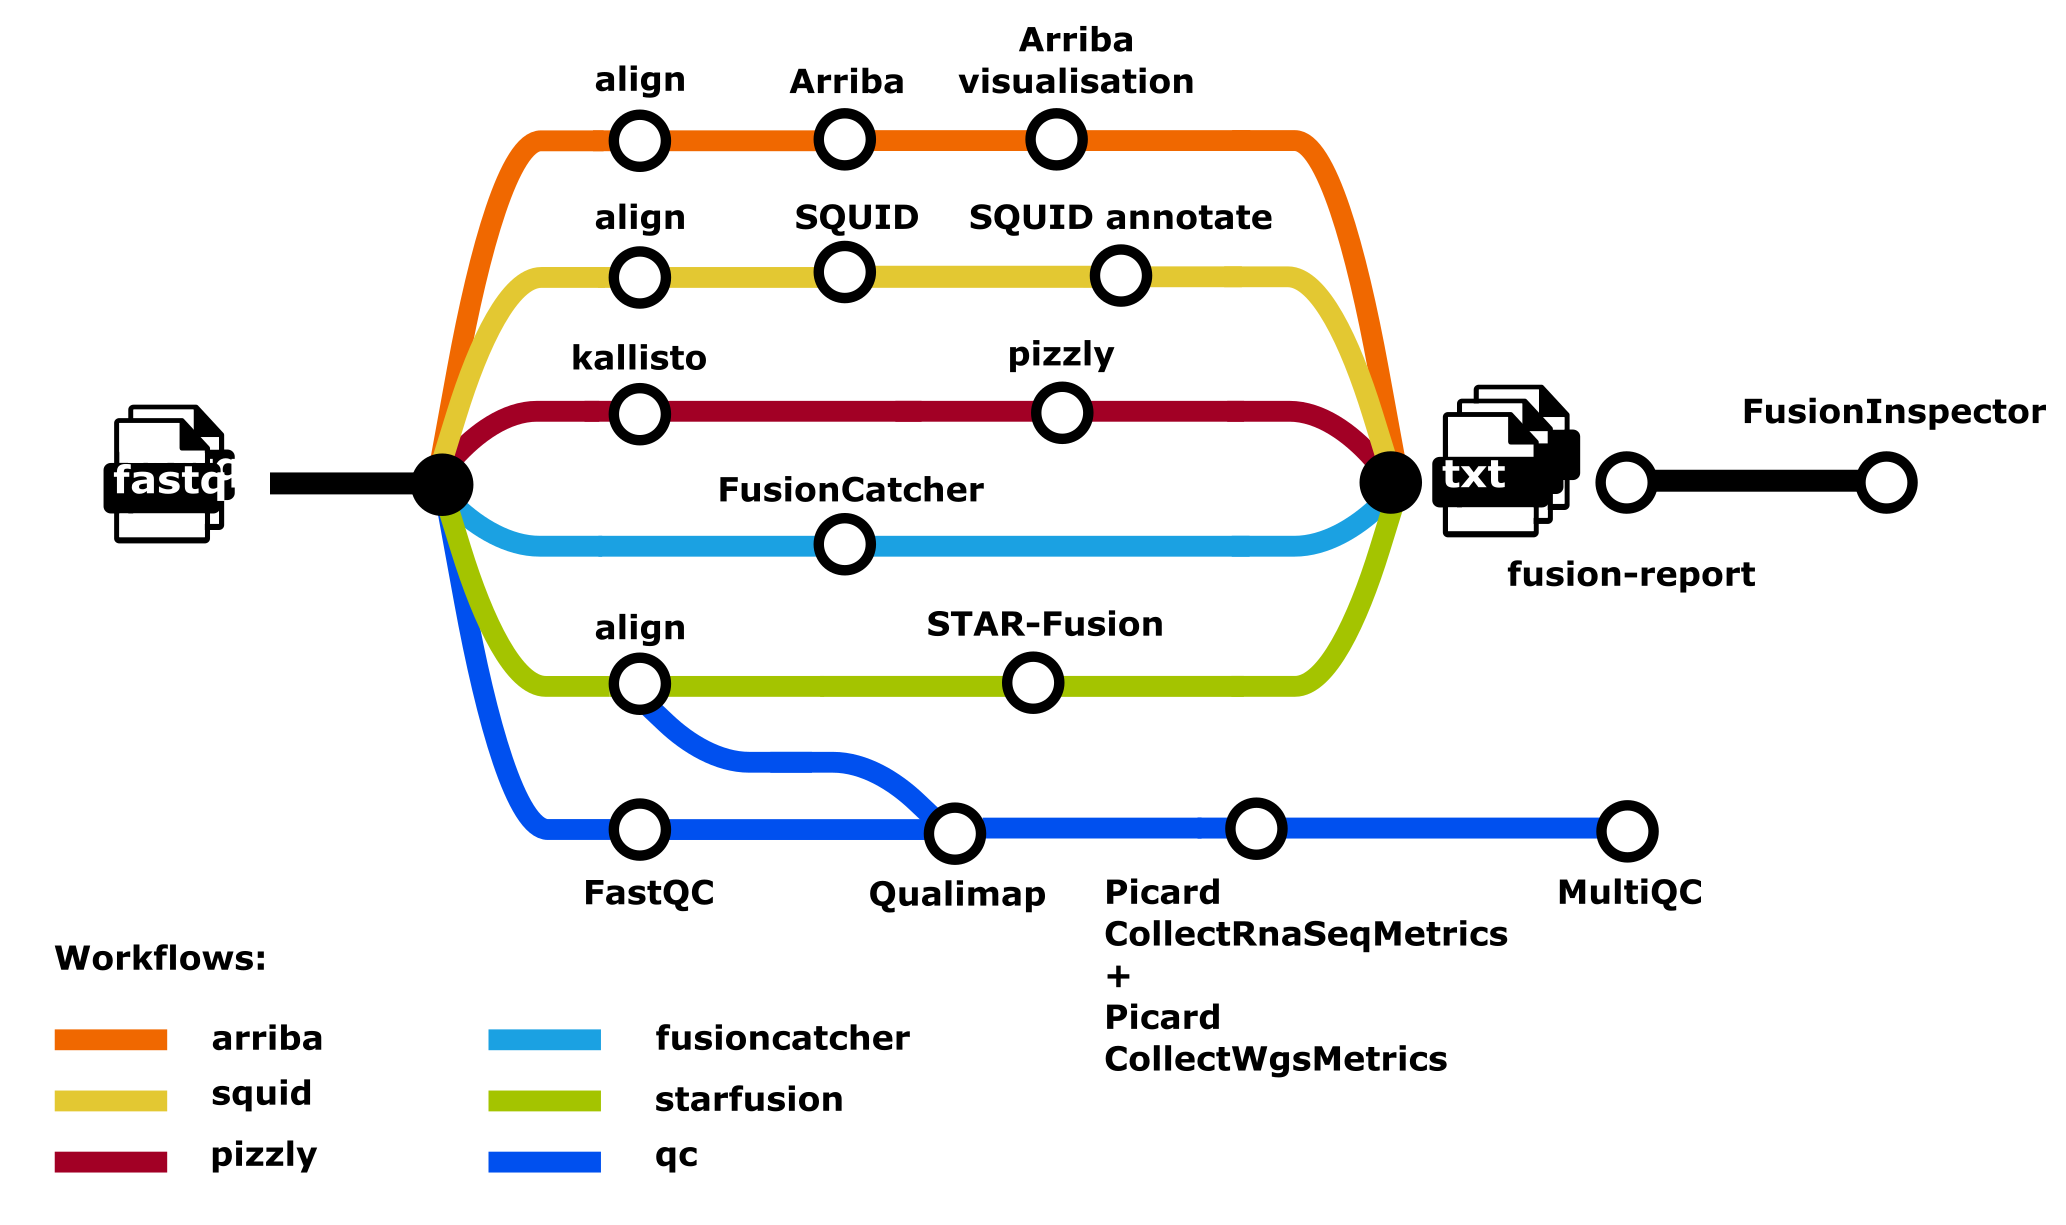 Arriba
visualisation
align
Arriba
align
SQUID
SQUID annotate
kallisto
pizzly
fastq
txt
FusionInspector
FusionCatcher
fusion-report
align
STAR-Fusion
FastQC
Qualimap
Picard
CollectRnaSeqMetrics
+
Picard
CollectWgsMetrics
MultiQC
Workflows:
arriba
squid
pizzly
fusioncatcher
starfusion
qc